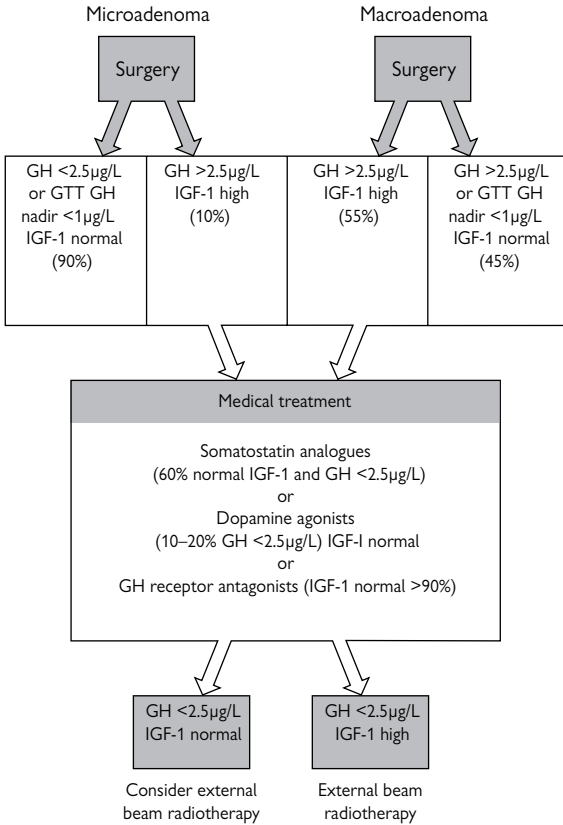 Microadenoma
Macroadenoma
Surgery
Surgery
GH <2.5µg/L
or GTT GH
nadir <1µg/L
IGF-1 normal
(90%)
GH >2.5µg/L
IGF-1 high
(10%)
GH >2.5µg/L
IGF-1 high
(55%)
GH >2.5µg/L
or GTT GH
nadir <1µg/L
IGF-1 normal
(45%)
Medical treatment
Somatostatin analogues
(60% normal IGF-1 and GH <2.5µg/L)
or
Dopamine agonists
(10–20% GH <2.5µg/L) IGF-I normal
or
GH receptor antagonists (IGF-1 normal >90%)
GH <2.5µg/L
IGF-1 normal
GH <2.5µg/L
IGF-1 high
Consider external
beam radiotherapy
External beam
radiotherapy